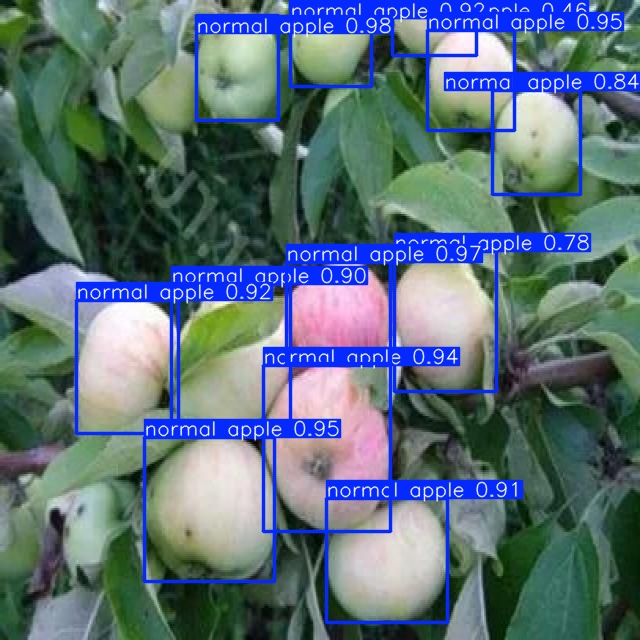 normal apple 0.92
pple 0.46
normal apple 0.98
normal apple 0.95
normal apple 0.84
normal apple 0.78
normal apple 0.97
normal apple 0.90
normal apple 0.92
normal apple 0.94
normal apple 0.95
normal apple 0.91